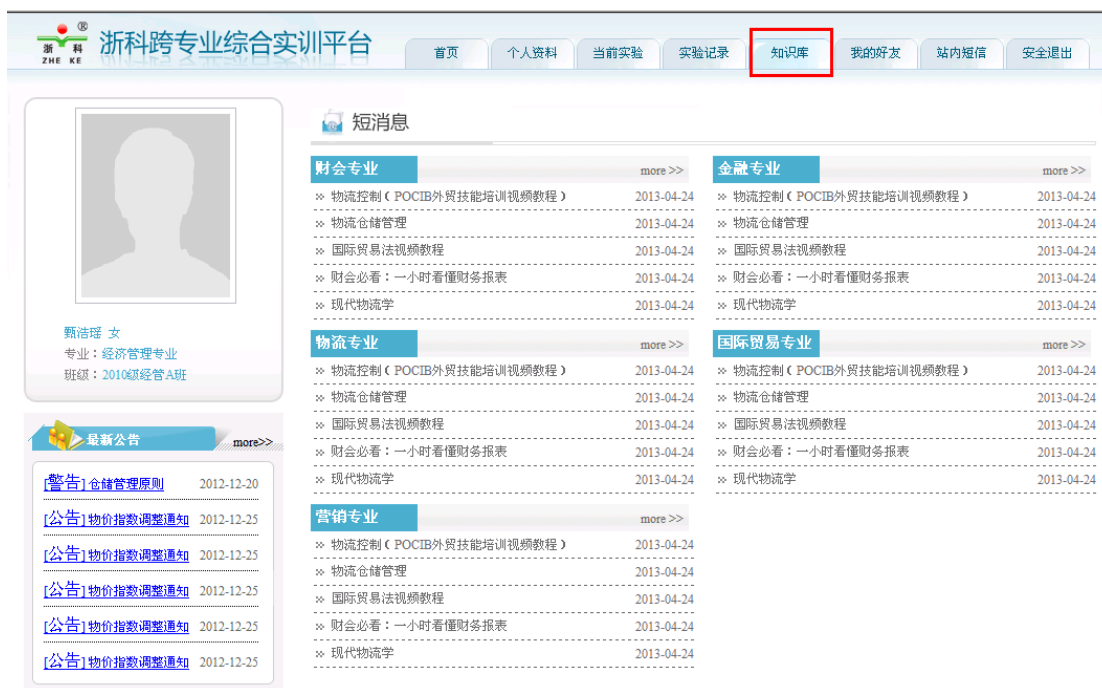 浙科
ZHE KE
®
浙科跨专业综合实训平台
首页 个人资料 当前实验 实验记录 知识库 我的好友 站内短信 安全退出
短消息
财会专业 more >>
» 物流控制(POCIB外贸技能培训视频教程) 2013-04-24
» 物流仓储管理 2013-04-24
» 国际贸易法视频教程 2013-04-24
» 财会必看:一小时看懂财务报表 2013-04-24
» 现代物流学 2013-04-24
金融专业 more >>
» 物流控制(POCIB外贸技能培训视频教程) 2013-04-24
» 物流仓储管理 2013-04-24
» 国际贸易法视频教程 2013-04-24
» 财会必看:一小时看懂财务报表 2013-04-24
» 现代物流学 2013-04-24
物流专业 more >>
» 物流控制(POCIB外贸技能培训视频教程) 2013-04-24
» 物流仓储管理 2013-04-24
» 国际贸易法视频教程 2013-04-24
» 财会必看:一小时看懂财务报表 2013-04-24
» 现代物流学 2013-04-24
国际贸易专业 more >>
» 物流控制(POCIB外贸技能培训视频教程) 2013-04-24
» 物流仓储管理 2013-04-24
» 国际贸易法视频教程 2013-04-24
» 财会必看:一小时看懂财务报表 2013-04-24
» 现代物流学 2013-04-24
营销专业 more >>
» 物流控制(POCIB外贸技能培训视频教程) 2013-04-24
» 物流仓储管理 2013-04-24
» 国际贸易法视频教程 2013-04-24
» 财会必看:一小时看懂财务报表 2013-04-24
» 现代物流学 2013-04-24
甄洁瑶 女
专业:经济管理专业
班级:2010级经管A班
最新公告 more>>
[警告] 仓储管理原则 2012-12-20
[公告] 物价指数调整通知 2012-12-25
[公告] 物价指数调整通知 2012-12-25
[公告] 物价指数调整通知 2012-12-25
[公告] 物价指数调整通知 2012-12-25
[公告] 物价指数调整通知 2012-12-25